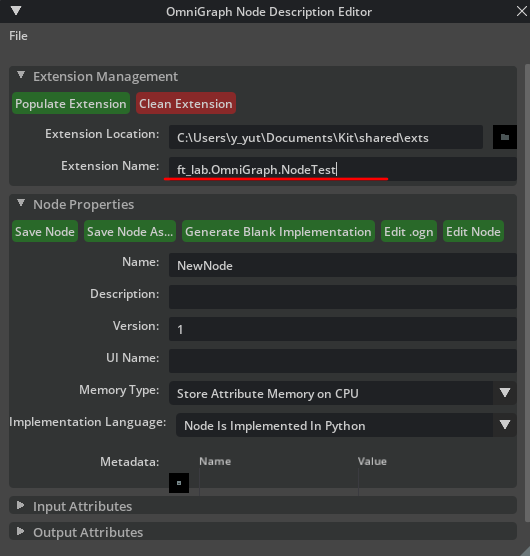 OmniGraph Node Description Editor
File
Extension Management
Populate Extension Clean Extension
Extension Location: C:\Users\y_yut\Documents\Kit\shared\exts
Extension Name: ft_lab.OmniGraph.NodeTest
Node Properties
Save Node Save Node As... Generate Blank Implementation Edit .ogn Edit Node
Name: NewNode
Description:
Version: 1
UI Name:
Memory Type: Store Attribute Memory on CPU
Implementation Language: Node Is Implemented In Python
Metadata: Name Value
Input Attributes
Output Attributes